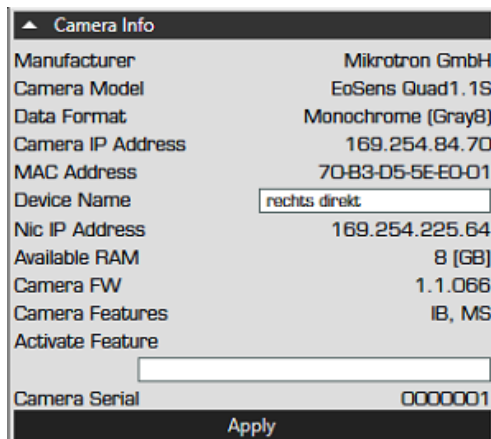 Camera Info
Manufacturer Mikrotron GmbH
Camera Model EoSens Quad1.1S
Data Format Monochrome (Gray8)
Camera IP Address 169.254.84.70
MAC Address 70-B3-D5-5E-E0-01
Device Name rechts direkt
Nic IP Address 169.254.225.64
Available RAM 8 [GB]
Camera FW 1.1.066
Camera Features IB, MS
Activate Feature
Camera Serial 0000001
Apply